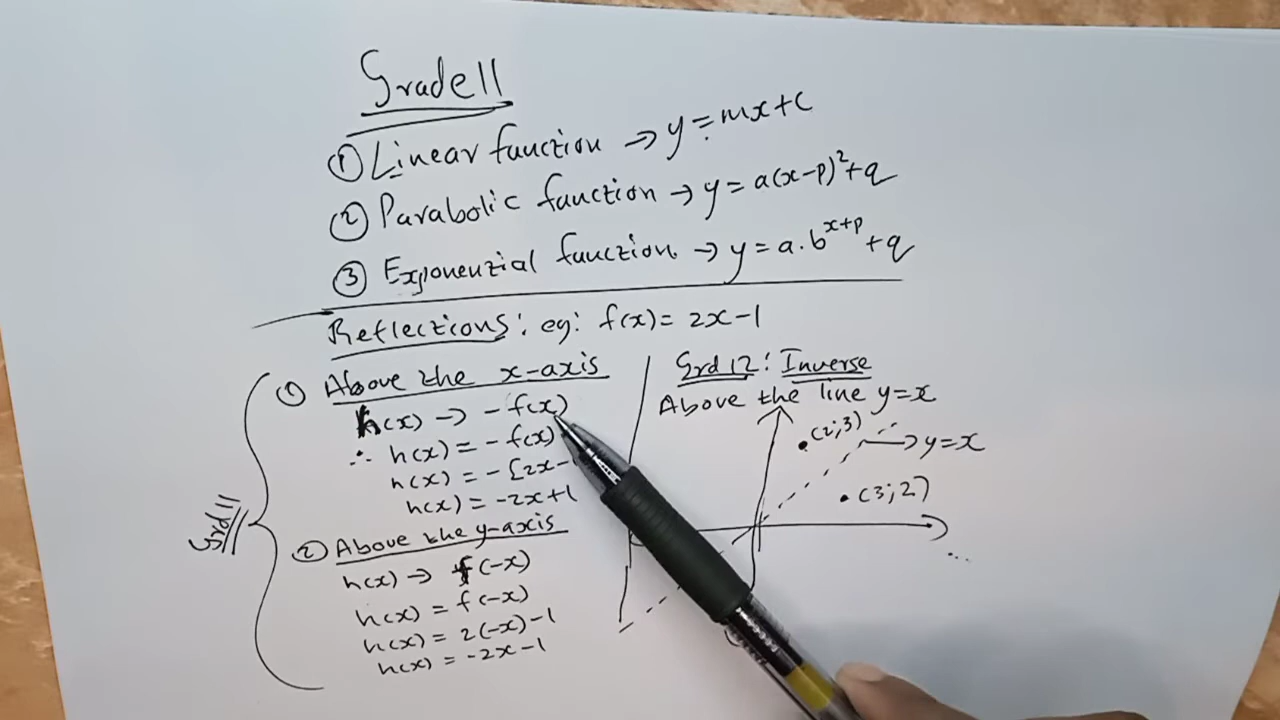 Grade 11
① Linear function → y = mx + c
② Parabolic function → y = a(x-p)² + q
③ Exponential function → y = a.b^(x+p) + q
Reflections: eg: f(x) = 2x-1
① Above the x-axis
h(x) → - f(x)
∴ h(x) = - f(x)
h(x) = - [2x-
h(x) = -2x+1
② Above the y-axis
h(x) → f(-x)
h(x) = f(-x)
h(x) = 2(-x)-1
h(x) = -2x-1
Grd 11
Grd 12: Inverse
Above the line y=x
(2;3)
y=x
(3;2)
...